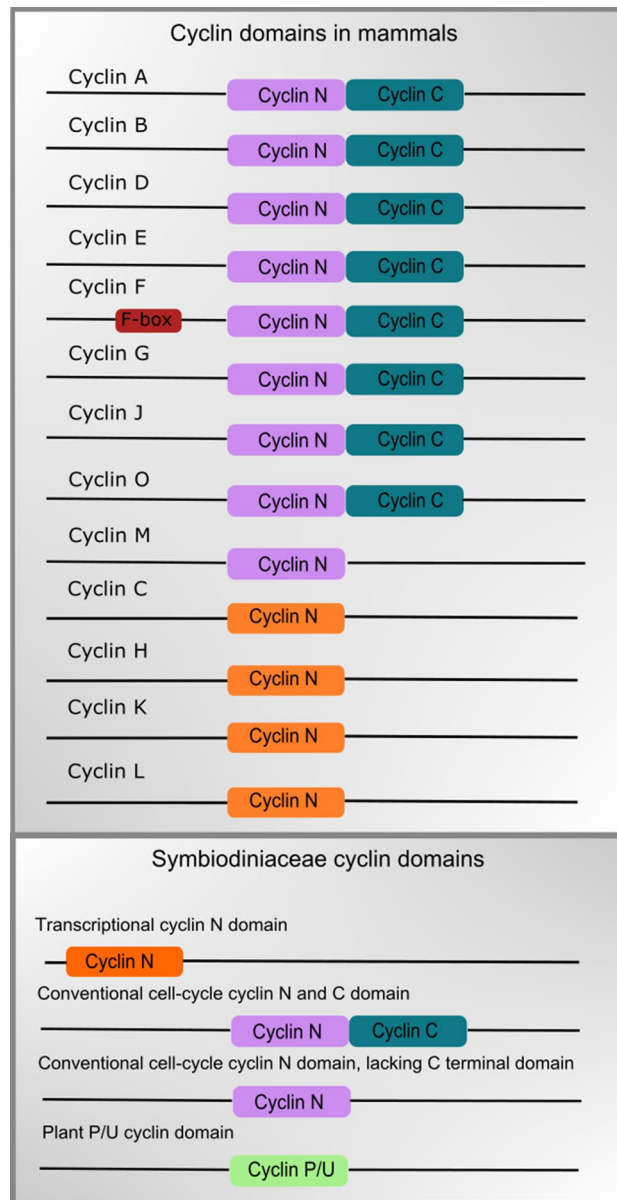 Cyclin domains in mammals
Cyclin A
Cyclin N Cyclin C
Cyclin B
Cyclin N Cyclin C
Cyclin D
Cyclin N Cyclin C
Cyclin E
Cyclin N Cyclin C
Cyclin F
F-box Cyclin N Cyclin C
Cyclin G
Cyclin N Cyclin C
Cyclin J
Cyclin N Cyclin C
Cyclin O
Cyclin N Cyclin C
Cyclin M
Cyclin N
Cyclin C
Cyclin N
Cyclin H
Cyclin N
Cyclin K
Cyclin N
Cyclin L
Cyclin N
Symbiodiniaceae cyclin domains
Transcriptional cyclin N domain
Cyclin N
Conventional cell-cycle cyclin N and C domain
Cyclin N Cyclin C
Conventional cell-cycle cyclin N domain, lacking C terminal domain
Cyclin N
Plant P/U cyclin domain
Cyclin P/U